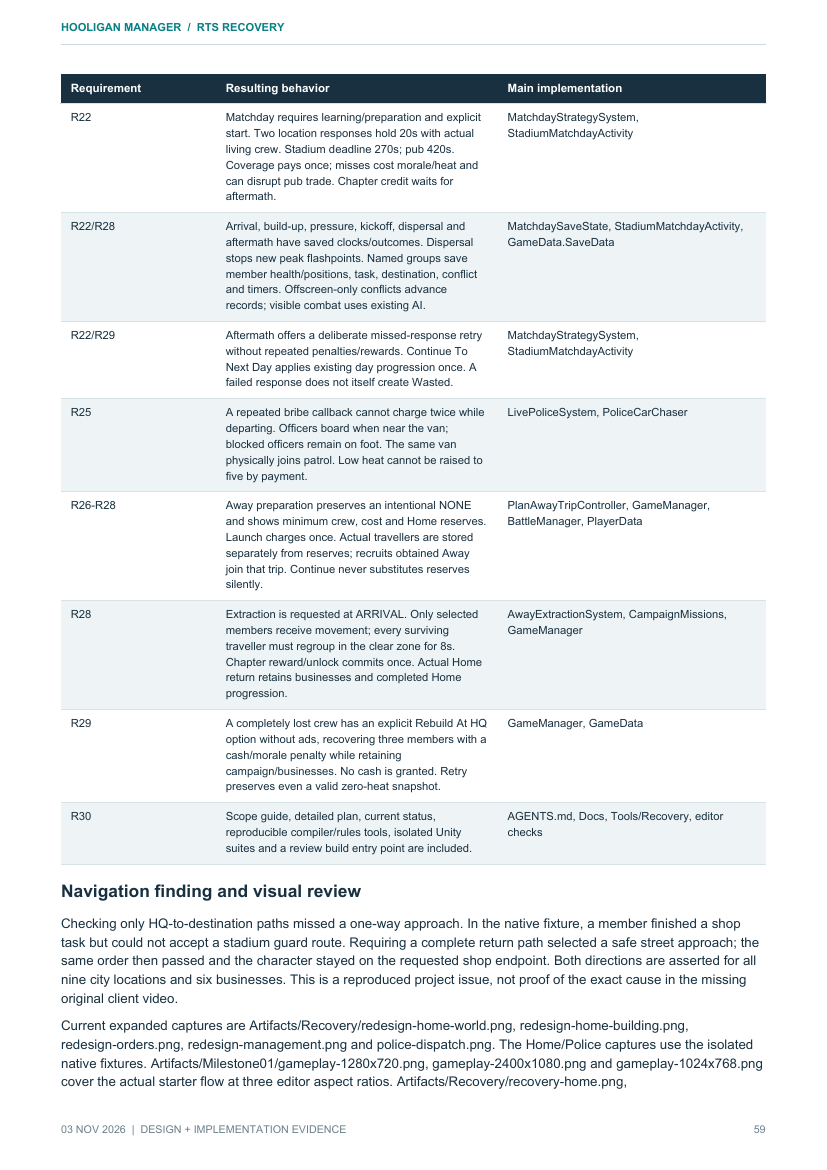 HOOLIGAN MANAGER / RTS RECOVERY
Requirement Resulting behavior Main implementation
R22
Matchday requires learning/preparation and explicit
start. Two location responses hold 20s with actual
living crew. Stadium deadline 270s; pub 420s.
Coverage pays once; misses cost morale/heat and
can disrupt pub trade. Chapter credit waits for
aftermath.
MatchdayStrategySystem,
StadiumMatchdayActivity
R22/R28
Arrival, build-up, pressure, kickoff, dispersal and
aftermath have saved clocks/outcomes. Dispersal
stops new peak flashpoints. Named groups save
member health/positions, task, destination, conflict
and timers. Offscreen-only conflicts advance
records; visible combat uses existing AI.
MatchdaySaveState, StadiumMatchdayActivity,
GameData.SaveData
R22/R29
Aftermath offers a deliberate missed-response retry
without repeated penalties/rewards. Continue To
Next Day applies existing day progression once. A
failed response does not itself create Wasted.
MatchdayStrategySystem,
StadiumMatchdayActivity
R25
A repeated bribe callback cannot charge twice while
departing. Officers board when near the van;
blocked officers remain on foot. The same van
physically joins patrol. Low heat cannot be raised to
five by payment.
LivePoliceSystem, PoliceCarChaser
R26-R28
Away preparation preserves an intentional NONE
and shows minimum crew, cost and Home reserves.
Launch charges once. Actual travellers are stored
separately from reserves; recruits obtained Away
join that trip. Continue never substitutes reserves
silently.
PlanAwayTripController, GameManager,
BattleManager, PlayerData
R28
Extraction is requested at ARRIVAL. Only selected
members receive movement; every surviving
traveller must regroup in the clear zone for 8s.
Chapter reward/unlock commits once. Actual Home
return retains businesses and completed Home
progression.
AwayExtractionSystem, CampaignMissions,
GameManager
R29
A completely lost crew has an explicit Rebuild At HQ
option without ads, recovering three members with a
cash/morale penalty while retaining
campaign/businesses. No cash is granted. Retry
preserves even a valid zero-heat snapshot.
GameManager, GameData
R30
Scope guide, detailed plan, current status,
reproducible compiler/rules tools, isolated Unity
suites and a review build entry point are included.
AGENTS.md, Docs, Tools/Recovery, editor
checks
Navigation finding and visual review
Checking only HQ-to-destination paths missed a one-way approach. In the native fixture, a member finished a shop
task but could not accept a stadium guard route. Requiring a complete return path selected a safe street approach; the
same order then passed and the character stayed on the requested shop endpoint. Both directions are asserted for all
nine city locations and six businesses. This is a reproduced project issue, not proof of the exact cause in the missing
original client video.
Current expanded captures are Artifacts/Recovery/redesign-home-world.png, redesign-home-building.png,
redesign-orders.png, redesign-management.png and police-dispatch.png. The Home/Police captures use the isolated
native fixtures. Artifacts/Milestone01/gameplay-1280x720.png, gameplay-2400x1080.png and gameplay-1024x768.png
cover the actual starter flow at three editor aspect ratios. Artifacts/Recovery/recovery-home.png,
03 NOV 2026 | DESIGN + IMPLEMENTATION EVIDENCE 59